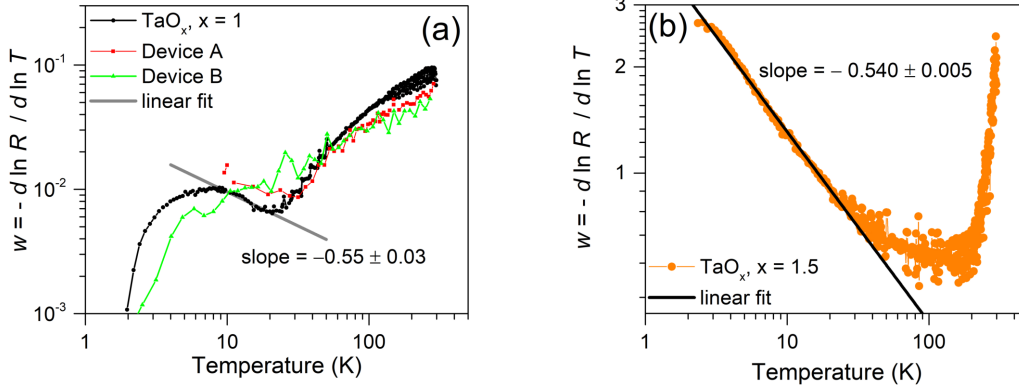 (a)
TaOₓ, x = 1
Device A
Device B
linear fit
slope = −0.55 ± 0.03
w = - d ln R / d ln T
10⁻¹
10⁻²
10⁻³
1
10
100
Temperature (K)
(b)
slope = − 0.540 ± 0.005
TaOₓ, x = 1.5
linear fit
w = - d ln R / d ln T
3
2
1
1
10
100
Temperature (K)